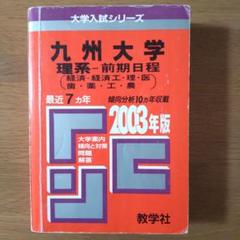 大学入試シリーズ
九州大学
理系-前期日程
経済-経済工・理・医
歯・薬・工・農
最近7ヵ年
傾向分析10ヵ年収載
2003年版
大学案内
傾向と対策
問題
解答
教学社